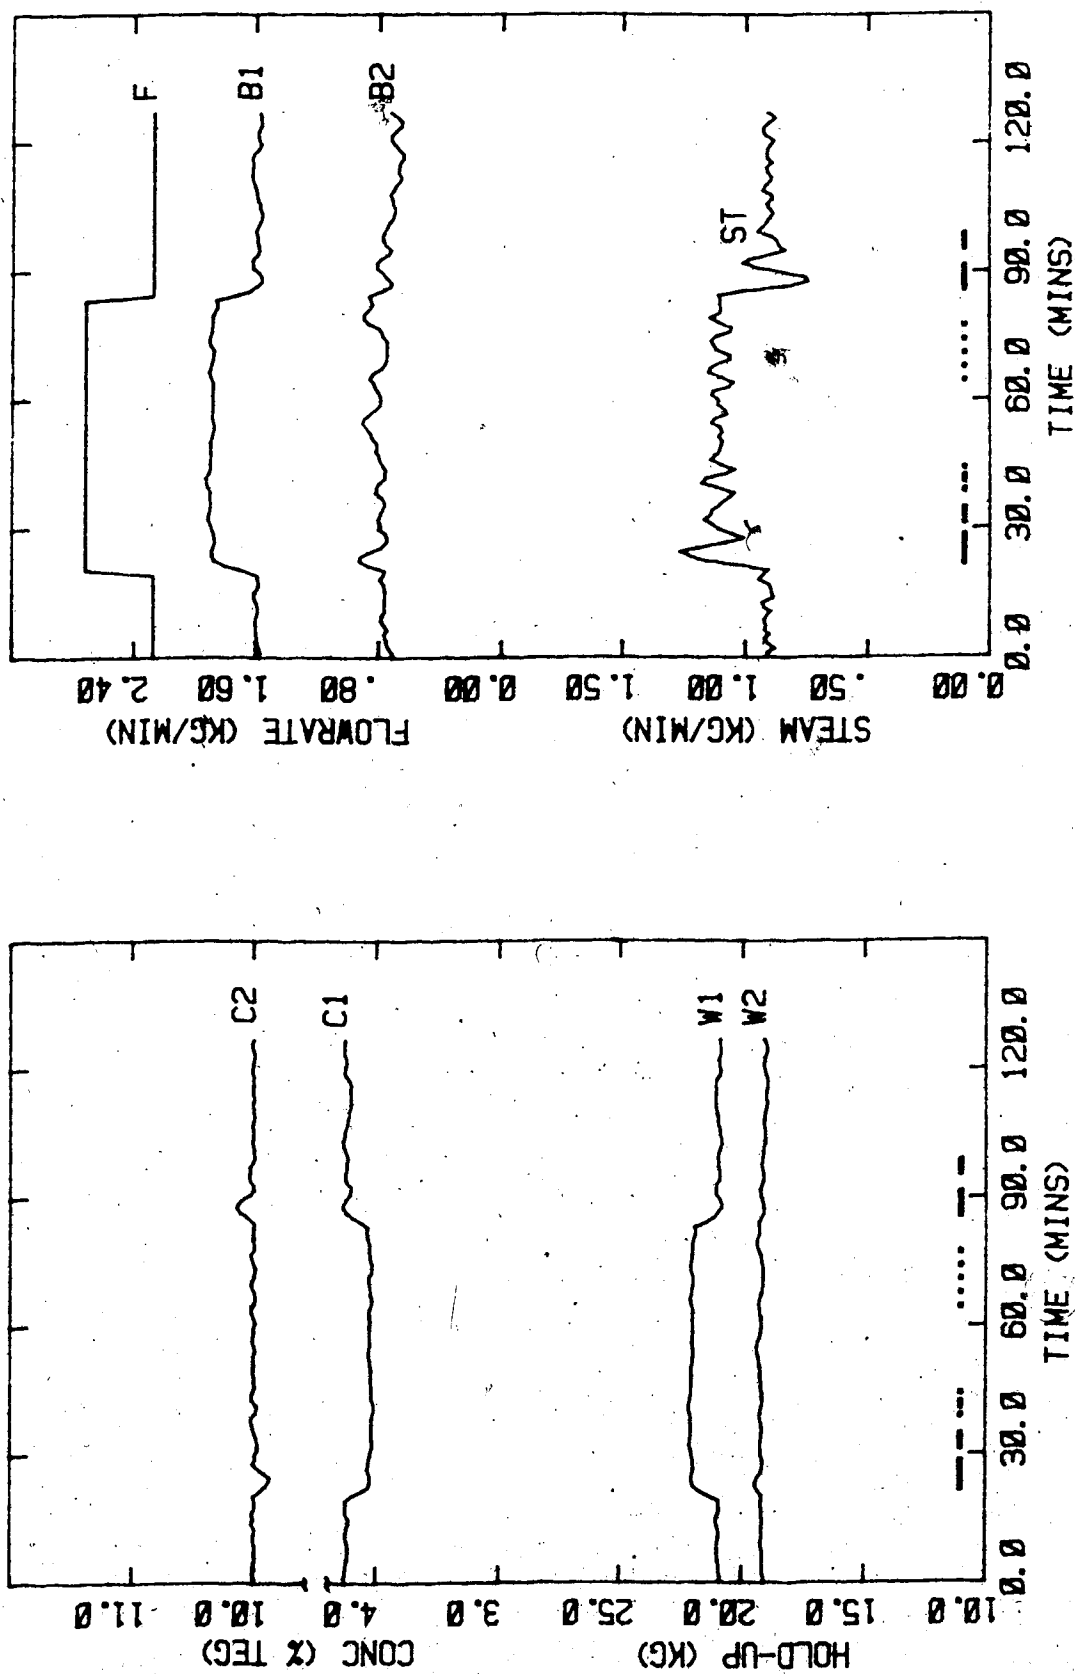 11.0
10.0
4.0
3.0
CONC (% TEG)
25.0
20.0
15.0
10.0
HOLD-UP (KG)
C2
C1
W1
W2
0.0 30.0 60.0 90.0 120.0
TIME (MINS)
2.40
1.60
.80
0.00
FLOWRATE (KG/MIN)
1.50
1.00
.50
0.00
STEAM (KG/MIN)
F
B1
B2
ST
0.0 30.0 60.0 90.0 120.0
TIME (MINS)